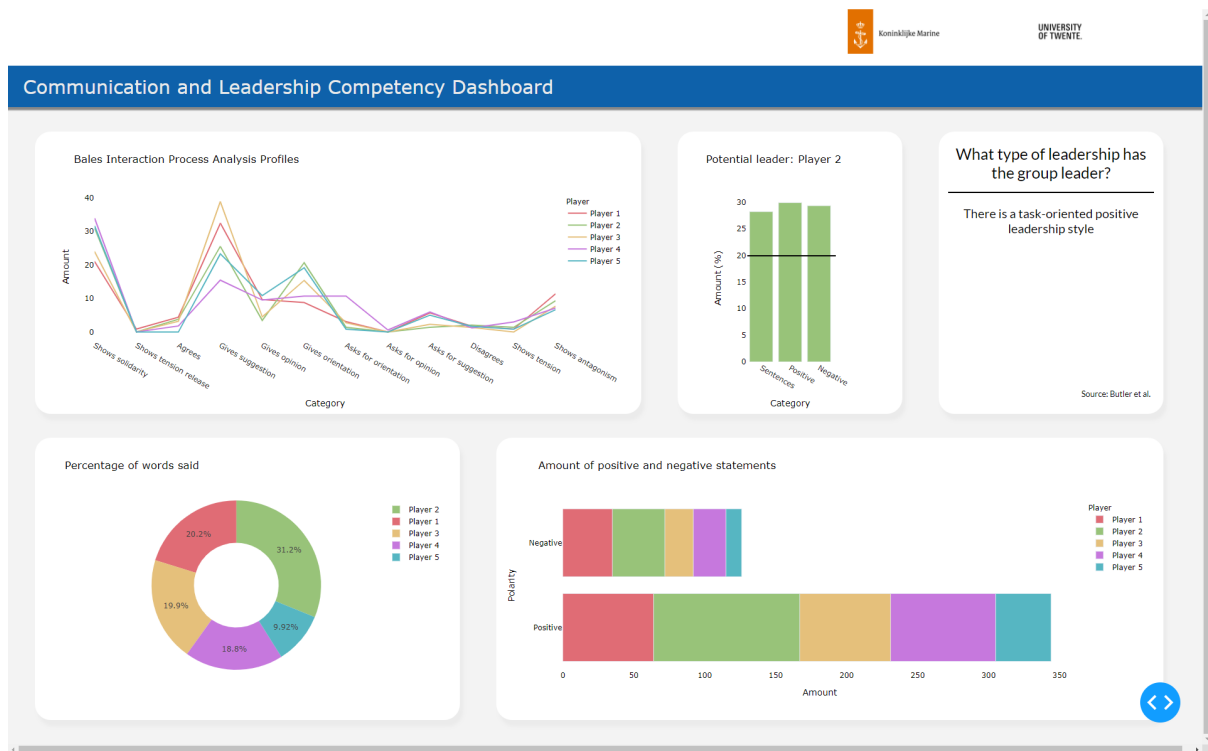 Koninklijke Marine
UNIVERSITY
OF TWENTE.
Communication and Leadership Competency Dashboard
Bales Interaction Process Analysis Profiles
40
30
20
10
0
Amount
Shows solidarity
Shows tension release
Agrees
Gives suggestion
Gives opinion
Gives orientation
Asks for orientation
Asks for opinion
Asks for suggestion
Disagrees
Shows tension
Shows antagonism
Category
Player
Player 1
Player 2
Player 3
Player 4
Player 5
Potential leader: Player 2
30
25
20
15
10
5
0
Amount (%)
Sentences
Positive
Negative
Category
What type of leadership has
the group leader?
There is a task-oriented positive
leadership style
Source: Butler et al.
Percentage of words said
20.2%
31.2%
19.9%
9.92%
18.8%
Player 2
Player 1
Player 3
Player 4
Player 5
Amount of positive and negative statements
Negative
Positive
Polarity
0
50
100
150
200
250
300
350
Amount
Player
Player 1
Player 2
Player 3
Player 4
Player 5